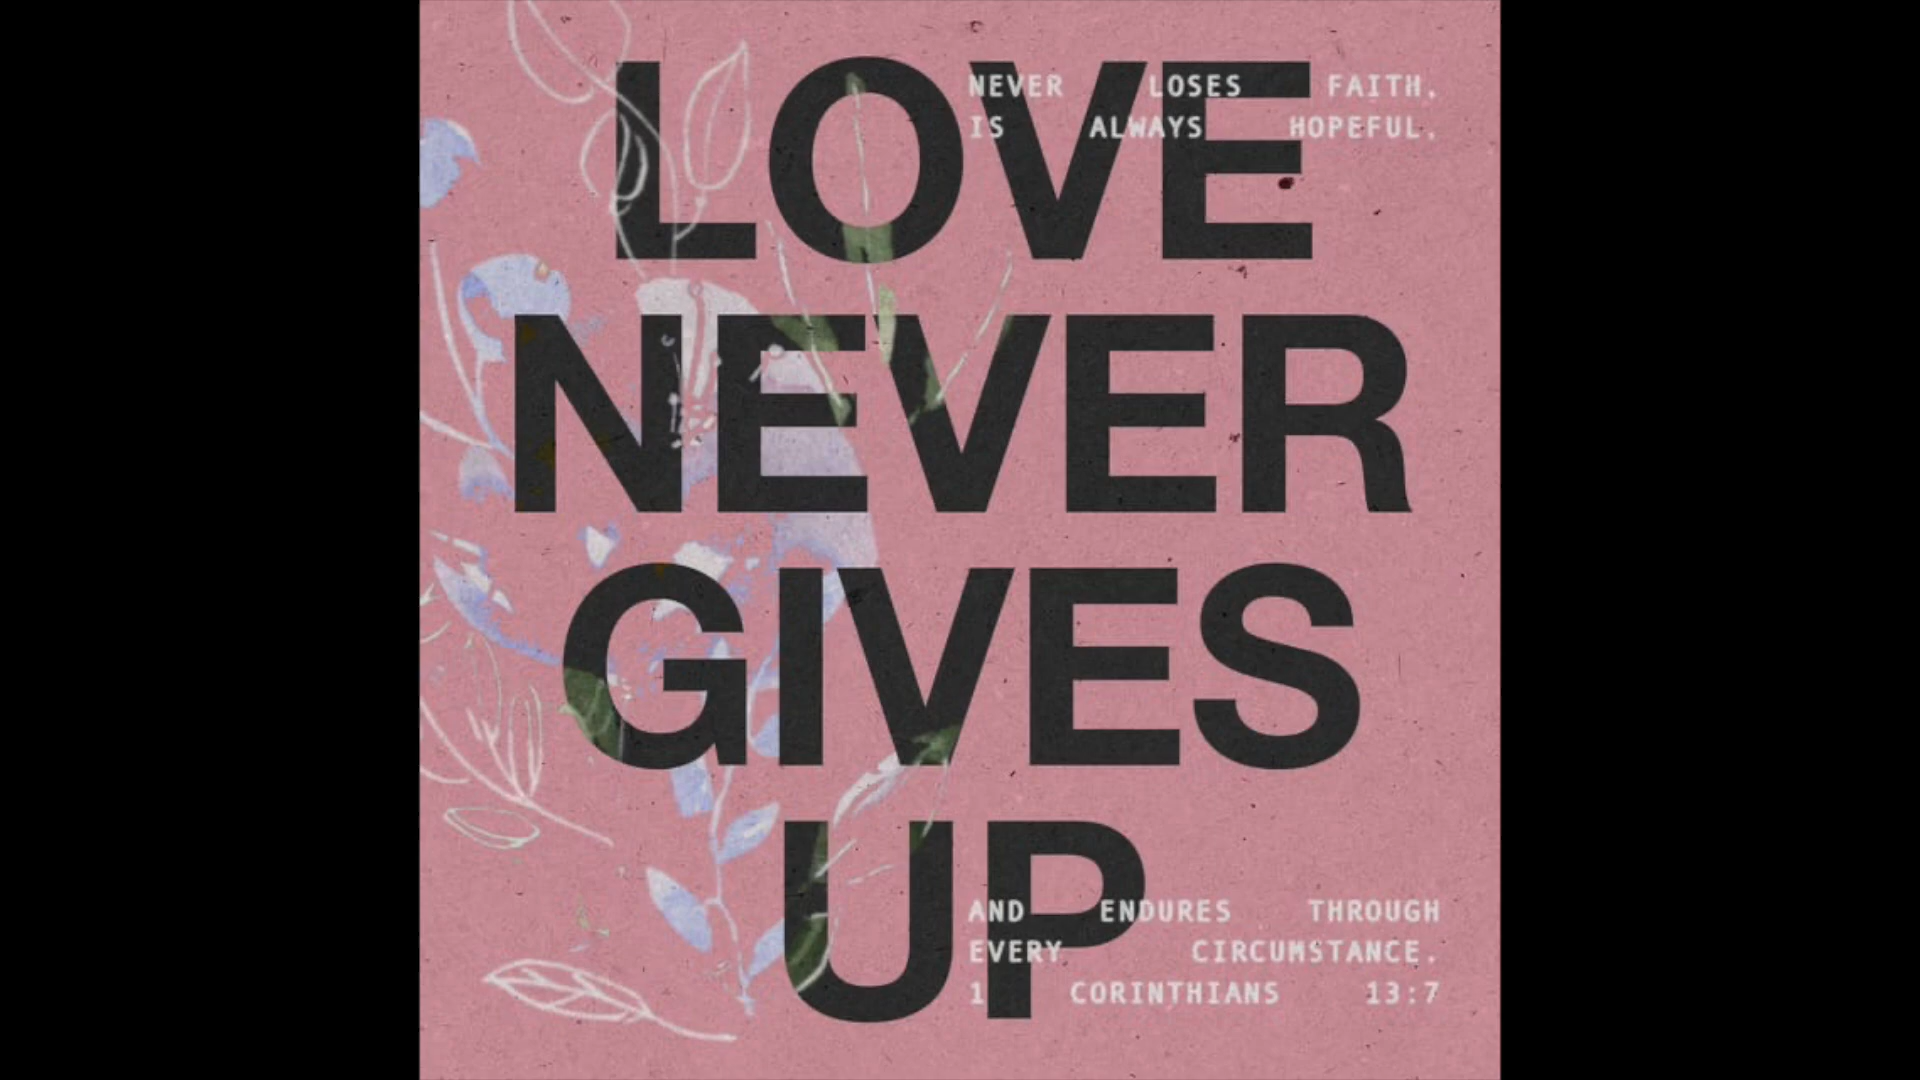 LOVE
NEVER LOSES FAITH,
IS ALWAYS HOPEFUL,
NEVER
GIVES
UP
AND ENDURES THROUGH
EVERY CIRCUMSTANCE.
1 CORINTHIANS 13:7